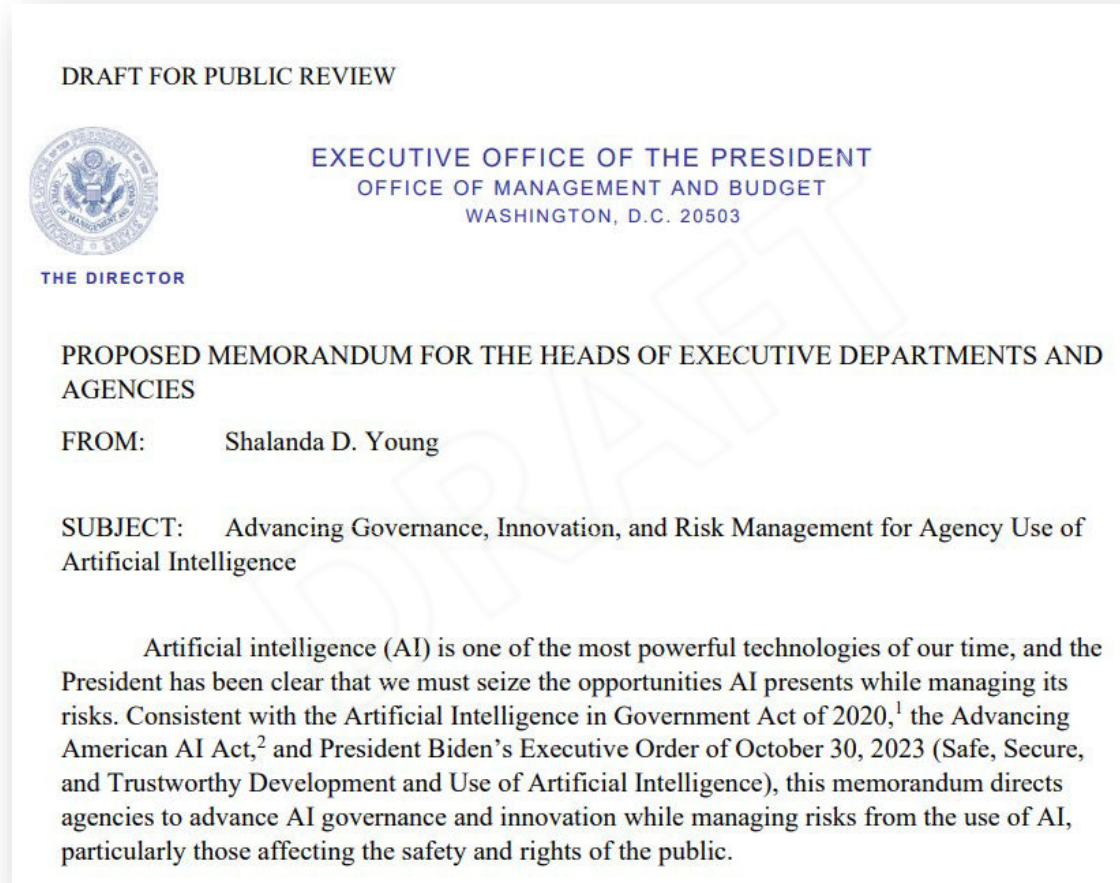 DRAFT FOR PUBLIC REVIEW
EXECUTIVE OFFICE OF THE PRESIDENT
OFFICE OF MANAGEMENT AND BUDGET
WASHINGTON, D.C. 20503
THE DIRECTOR
PROPOSED MEMORANDUM FOR THE HEADS OF EXECUTIVE DEPARTMENTS AND
AGENCIES
FROM: Shalanda D. Young
SUBJECT: Advancing Governance, Innovation, and Risk Management for Agency Use of
Artificial Intelligence
Artificial intelligence (AI) is one of the most powerful technologies of our time, and the
President has been clear that we must seize the opportunities AI presents while managing its
risks. Consistent with the Artificial Intelligence in Government Act of 2020,¹ the Advancing
American AI Act,² and President Biden’s Executive Order of October 30, 2023 (Safe, Secure,
and Trustworthy Development and Use of Artificial Intelligence), this memorandum directs
agencies to advance AI governance and innovation while managing risks from the use of AI,
particularly those affecting the safety and rights of the public.
DRAFT